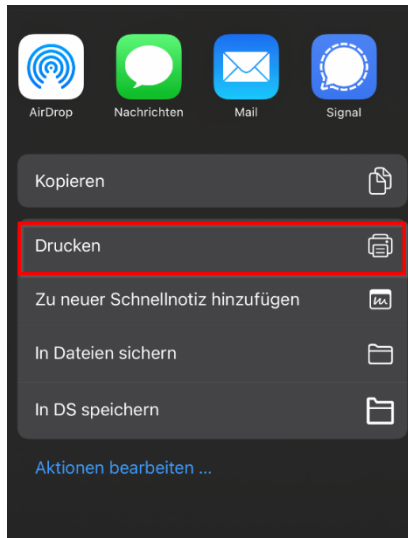 AirDrop
Nachrichten
Mail
Signal
Kopieren
Drucken
Zu neuer Schnellnotiz hinzufügen
In Dateien sichern
In DS speichern
Aktionen bearbeiten ...